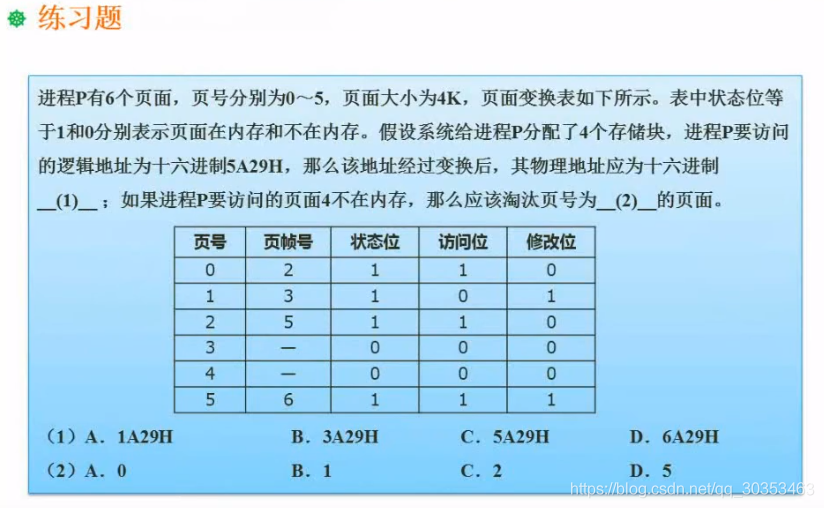 练习题
进程P有6个页面，页号分别为0～5，页面大小为4K，页面变换表如下所示。表中状态位等
于1和0分别表示页面在内存和不在内存。假设系统给进程P分配了4个存储块，进程P要访问
的逻辑地址为十六进制5A29H，那么该地址经过变换后，其物理地址应为十六进制
__(1)__；如果进程P要访问的页面4不在内存，那么应该淘汰页号为__(2)__的页面。
页号 页帧号 状态位 访问位 修改位
0 2 1 1 0
1 3 1 0 1
2 5 1 1 0
3 — 0 0 0
4 — 0 0 0
5 6 1 1 1
（1）A．1A29H B．3A29H C．5A29H D．6A29H
（2）A．0 B．1 C．2 D．5
https://blog.csdn.net/qq_30353463